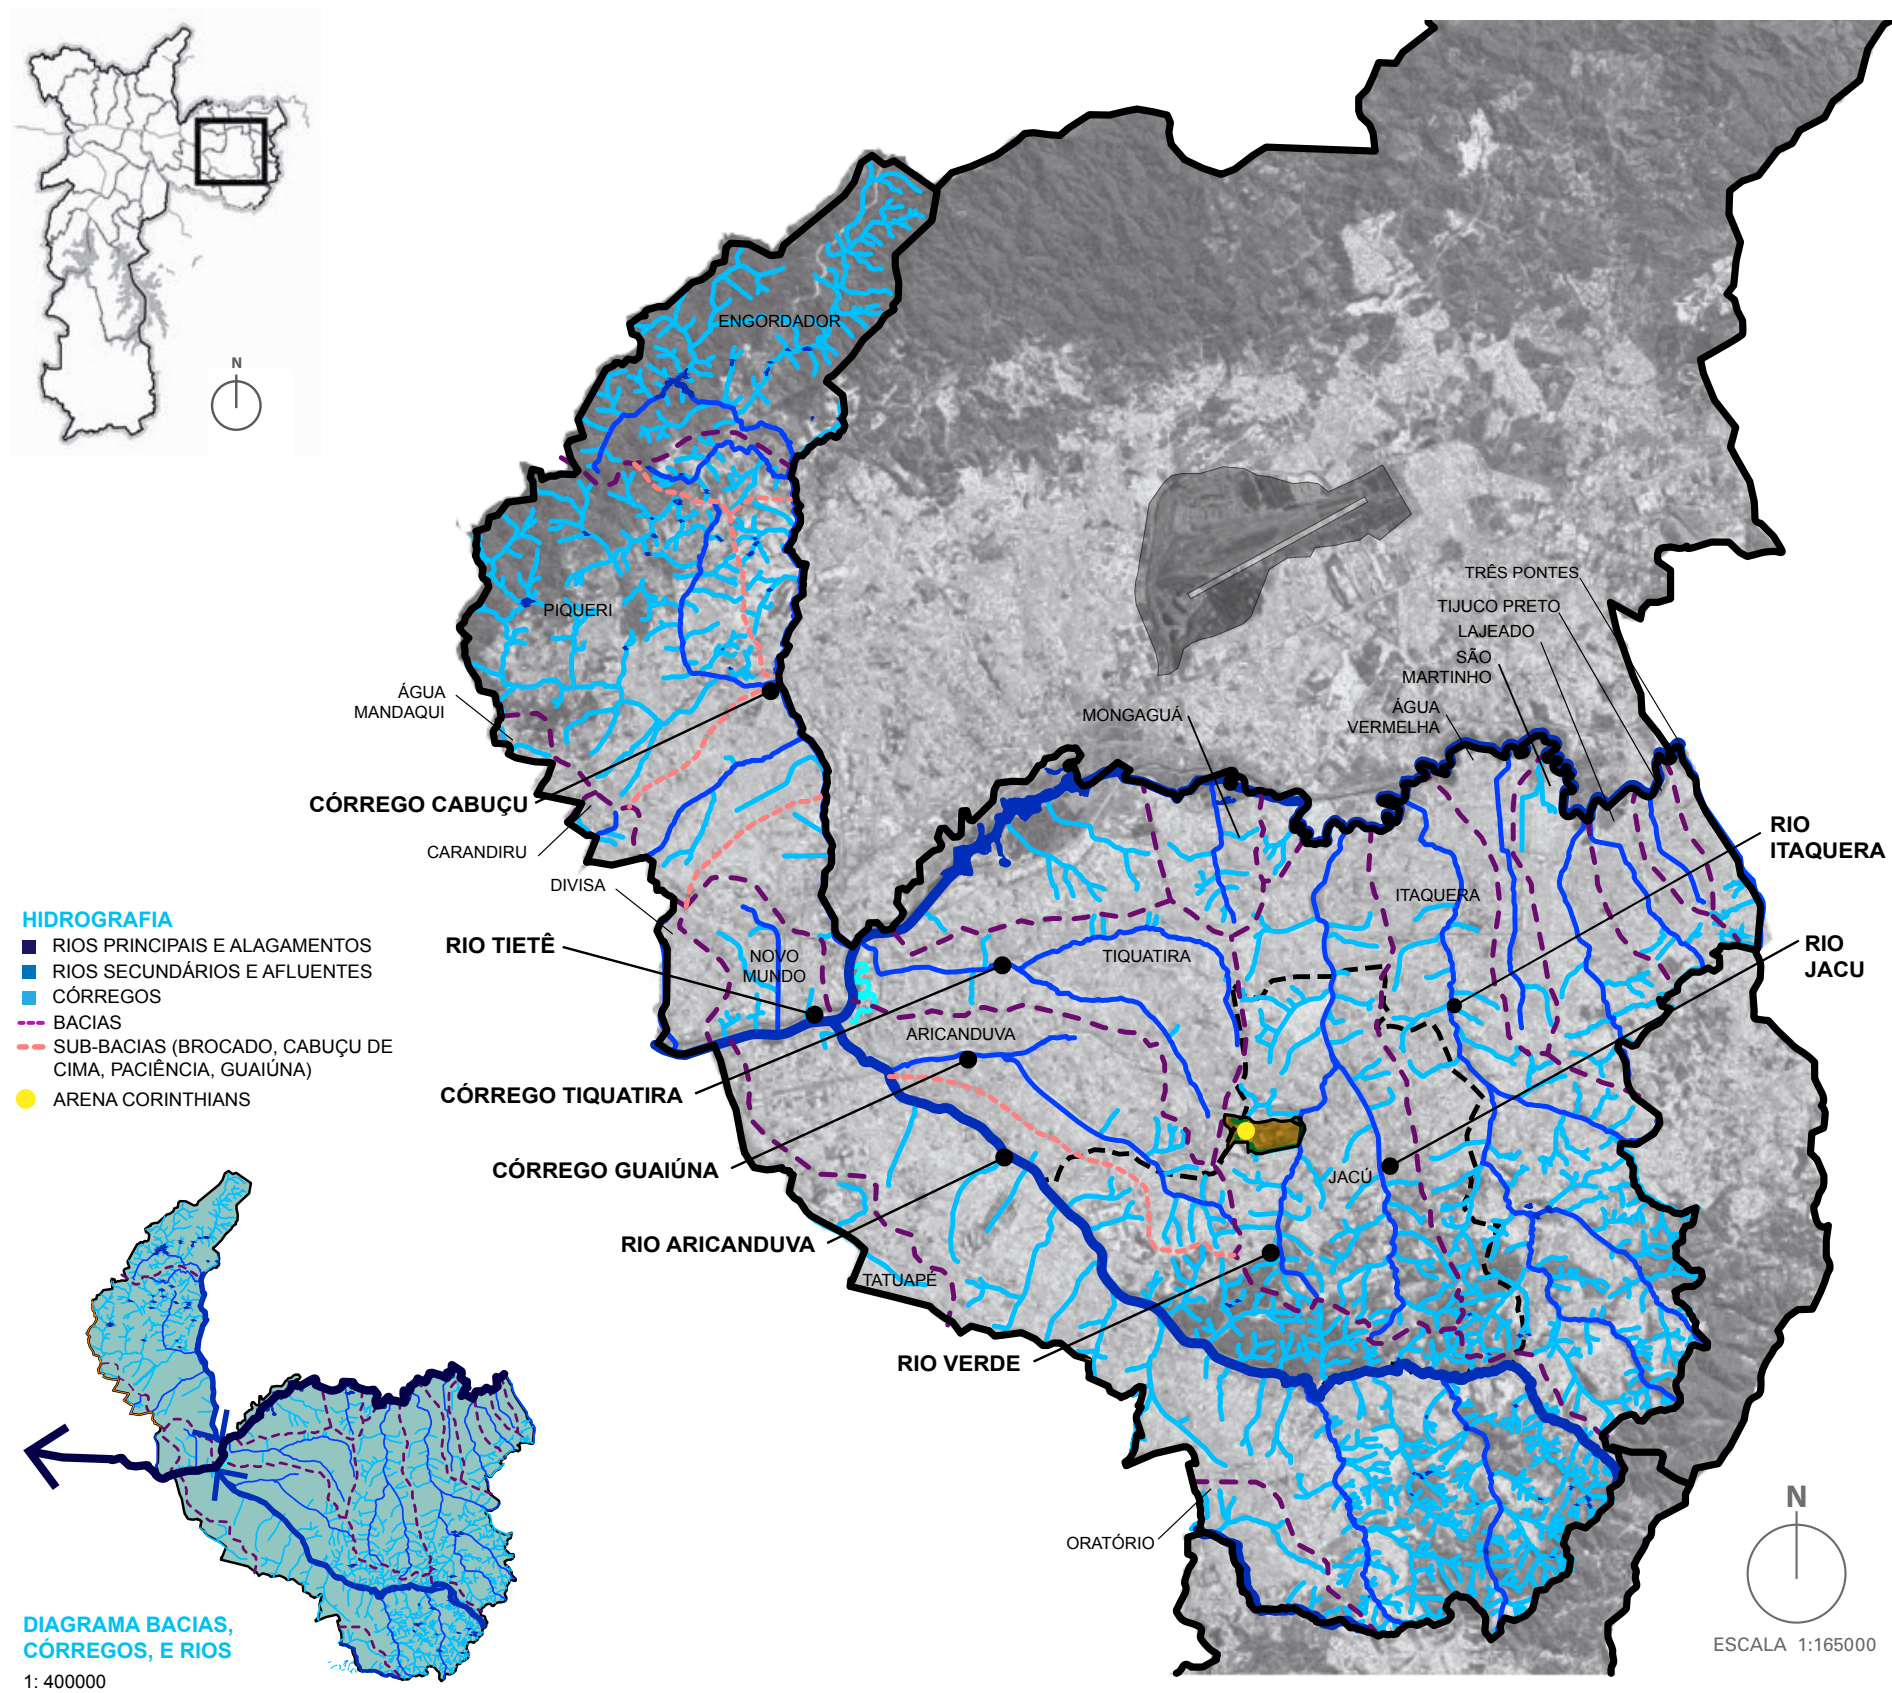 N
ENGORDADOR
PIQUERI
TRÊS PONTES
TIJUCO PRETO
LAJEADO
SÃO
MARTINHO
ÁGUA
VERMELHA
MONGAGUÁ
ÁGUA
MANDAQUI
CÓRREGO CABUÇU
CARANDIRU
DIVISA
RIO
ITAQUERA
ITAQUERA
RIO
JACU
HIDROGRAFIA
RIOS PRINCIPAIS E ALAGAMENTOS
RIOS SECUNDÁRIOS E AFLUENTES
CÓRREGOS
BACIAS
SUB-BACIAS (BROCADO, CABUÇU DE
CIMA, PACIÊNCIA, GUAIÚNA)
ARENA CORINTHIANS
RIO TIETÊ
NOVO
MUNDO
TIQUATIRA
ARICANDUVA
CÓRREGO TIQUATIRA
CÓRREGO GUAIÚNA
JACÚ
RIO ARICANDUVA
TATUAPÉ
RIO VERDE
ORATÓRIO
N
ESCALA 1:165000
DIAGRAMA BACIAS,
CÓRREGOS, E RIOS
1: 400000